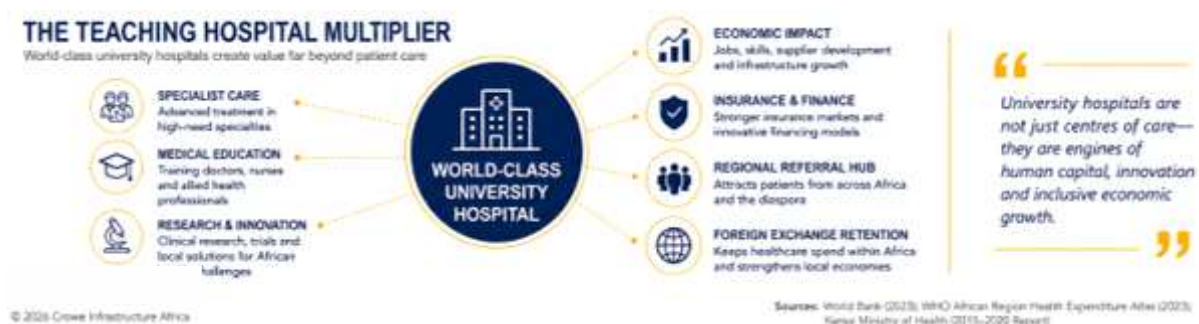 THE TEACHING HOSPITAL MULTIPLIER
World-class university hospitals create value far beyond patient care
SPECIALIST CARE
Advanced treatment in
high-need specialties
MEDICAL EDUCATION
Training doctors, nurses
and allied health
professionals
RESEARCH & INNOVATION
Clinical research, trials and
local solutions for African
hallenges
WORLD-CLASS
UNIVERSITY
HOSPITAL
ECONOMIC IMPACT
Jobs, skills, supplier development
and infrastructure growth
INSURANCE & FINANCE
Stronger insurance markets and
innovative financing models
REGIONAL REFERRAL HUB
Attracts patients from across Africa
and the diaspora
FOREIGN EXCHANGE RETENTION
Keeps healthcare spend within Africa
and strengthens local economies
“
University hospitals are
not just centres of care—
they are engines of
human capital, innovation
and inclusive economic
growth.
”
© 2026 Crowe Infrastructure Africa
Sources: World Bank (2023); WHO African Region Health Expenditure Atlas (2023);
Ministry of Health Report)